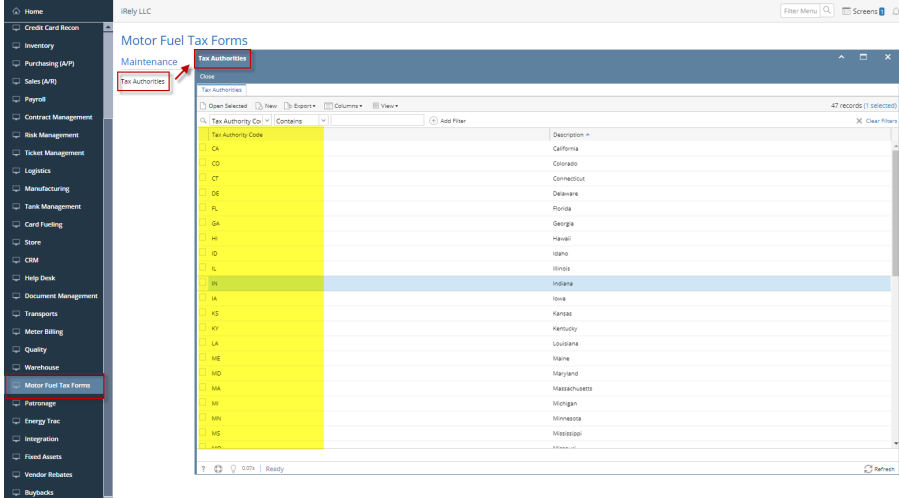 Home
iRely LLC
Filter Menu
Screens 1
Credit Card Recon
Inventory
Purchasing (A/P)
Sales (A/R)
Payroll
Contract Management
Risk Management
Ticket Management
Logistics
Manufacturing
Tank Management
Card Fueling
Store
CRM
Help Desk
Document Management
Transports
Meter Billing
Quality
Warehouse
Motor Fuel Tax Forms
Patronage
Energy Trac
Integration
Fixed Assets
Vendor Rebates
Buybacks
Motor Fuel Tax Forms
Maintenance
Tax Authorities
Tax Authorities
Close
Tax Authorities
Open Selected New Export Columns View 47 records (1 selected)
Tax Authority Co Contains Add Filter Clear Filters
Tax Authority Code Description
CA California
CO Colorado
CT Connecticut
DE Delaware
FL Florida
GA Georgia
HI Hawaii
ID Idaho
IL Illinois
IN Indiana
IA Iowa
KS Kansas
KY Kentucky
LA Louisiana
ME Maine
MD Maryland
MA Massachusetts
MI Michigan
MN Minnesota
MS Mississippi
? 0.07s Ready Refresh